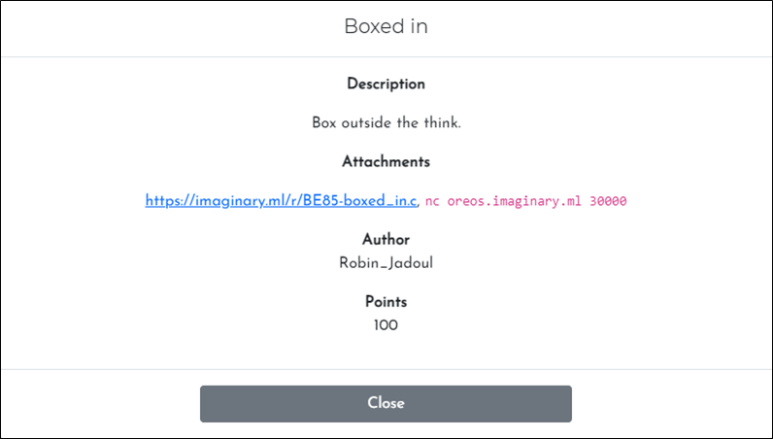 Boxed in
Description
Box outside the think.
Attachments
https://imaginary.ml/r/BE85-boxed_in.c, nc oreos.imaginary.ml 30000
Author
Robin_Jadoul
Points
100
Close